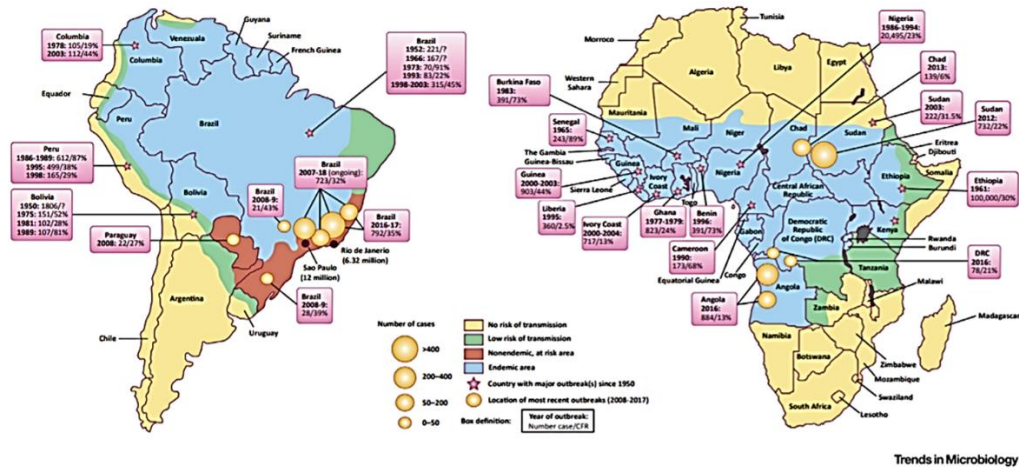 Columbia
1978: 105/19%
2003: 112/44%
Venezuala
Columbia
Guyana
Suriname
French Guinea
Brazil
1952: 221/?
1966: 167/?
1973: 70/91%
1993: 83/22%
1998-2003: 315/45%
Equador
Peru
Brazil
Peru
1986-1989: 612/87%
1995: 499/38%
1998: 165/29%
Bolivia
1950: 1806/?
1975: 151/52%
1981: 102/28%
1989: 107/81%
Bolivia
Brazil
2007-18 (ongoing):
723/32%
Brazil
2008-9:
21/43%
Brazil
2016-17:
792/35%
Paraguay
2008: 22/27%
Rio de Janerio
(6.32 million)
Sao Paulo
(12 million)
Brazil
2008-9:
28/39%
Argentina
Uruguay
Chile
Number of cases
>400
200–400
50–200
0–50
No risk of transmission
Low risk of transmission
Nonendemic, at risk area
Endemic area
Country with major outbreak(s) since 1950
Location of most recent outbreaks (2008-2017)
Box definition:
Year of outbreak:
Number case/CFR
Tunisia
Morroco
Algeria
Libya
Egypt
Western
Sahara
Mauritania
Mali
Niger
Chad
Sudan
Nigeria
1986-1994:
20,495/23%
Chad
2013:
139/6%
Sudan
2003:
222/31.5%
Sudan
2012:
732/22%
Burkina Faso
1983:
391/73%
Senegal
1965:
243/89%
The Gambia
Guinea-Bissau
Guinea
Guinea
2000-2003:
903/44%
Sierra Leone
Ivory
Coast
Togo
Nigeria
Liberia
1995:
360/2.5%
Ivory Coast
2000-2004:
717/13%
Ghana
1977-1979:
823/24%
Benin
1996:
391/73%
Cameroon
1990:
173/68%
Central African
Republic
Eritrea
Djibouti
Somalia
Ethiopia
Ethiopia
1961:
100,000/30%
Gabon
Congo
Equatorial Guinea
Democratic
Republic
of Congo (DRC)
Kenya
Rwanda
Burundi
Tanzania
DRC
2016:
78/21%
Angola
Angola
2016:
884/13%
Zambia
Malawi
Madagascar
Namibia
Botswana
Zimbabwe
Mozambique
Swaziland
South Africa
Lesotho
Trends in Microbiology